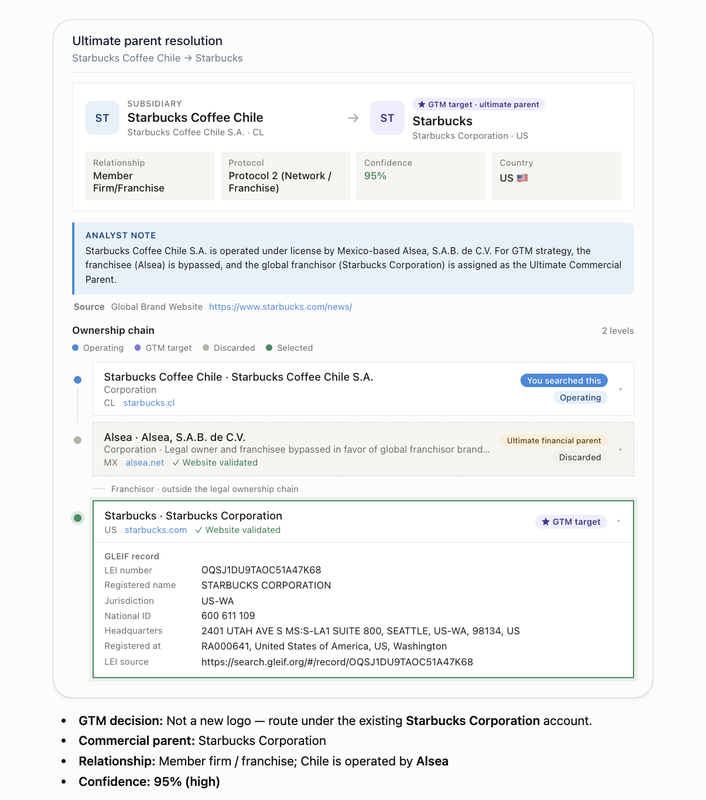 Ultimate parent resolution
Starbucks Coffee Chile → Starbucks
ST
SUBSIDIARY
Starbucks Coffee Chile
Starbucks Coffee Chile S.A. · CL
→
ST
★ GTM target · ultimate parent
Starbucks
Starbucks Corporation · US
Relationship
Member
Firm/Franchise
Protocol
Protocol 2 (Network /
Franchise)
Confidence
95%
Country
US 🇺🇸
ANALYST NOTE
Starbucks Coffee Chile S.A. is operated under license by Mexico-based Alsea, S.A.B. de C.V. For GTM strategy, the
franchisee (Alsea) is bypassed, and the global franchisor (Starbucks Corporation) is assigned as the Ultimate Commercial
Parent.
Source Global Brand Website https://www.starbucks.com/news/
Ownership chain
2 levels
Operating GTM target Discarded Selected
Starbucks Coffee Chile · Starbucks Coffee Chile S.A.
Corporation
CL starbucks.cl
You searched this
Operating
Alsea · Alsea, S.A.B. de C.V.
Corporation · Legal owner and franchisee bypassed in favor of global franchisor brand...
MX alsea.net ✓ Website validated
Ultimate financial parent
Discarded
Franchisor · outside the legal ownership chain
Starbucks · Starbucks Corporation
US starbucks.com ✓ Website validated
★ GTM target
GLEIF record
LEI number OQSJ1DU9TAOC51A47K68
Registered name STARBUCKS CORPORATION
Jurisdiction US-WA
National ID 600 611 109
Headquarters 2401 UTAH AVE S MS:S-LA1 SUITE 800, SEATTLE, US-WA, 98134, US
Registered at RA000641, United States of America, US, Washington
LEI source https://search.gleif.org/#/record/OQSJ1DU9TAOC51A47K68
• GTM decision: Not a new logo — route under the existing Starbucks Corporation account.
• Commercial parent: Starbucks Corporation
• Relationship: Member firm / franchise; Chile is operated by Alsea
• Confidence: 95% (high)